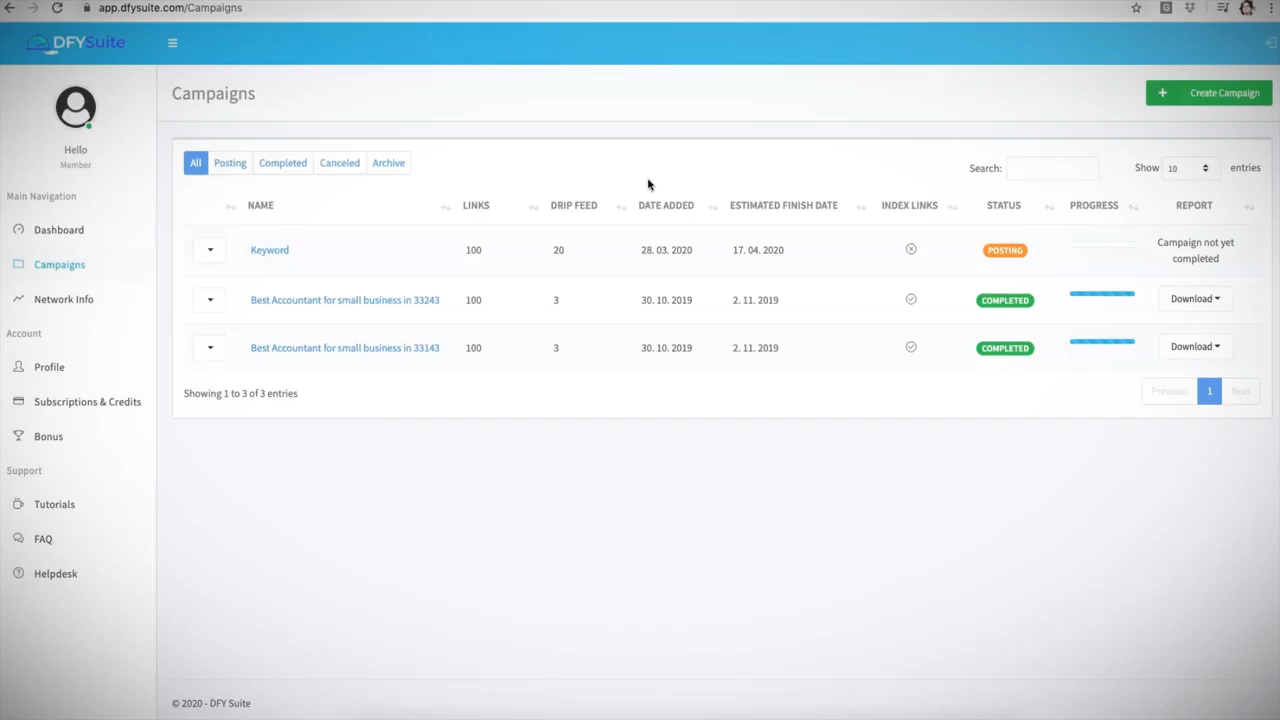 app.dfysuite.com/Campaigns
DFYSuite
Hello
Member
Main Navigation
Dashboard
Campaigns
Network Info
Account
Profile
Subscriptions & Credits
Bonus
Support
Tutorials
FAQ
Helpdesk
Campaigns
+ Create Campaign
All Posting Completed Canceled Archive
Search: Show 10 entries
NAME LINKS DRIP FEED DATE ADDED ESTIMATED FINISH DATE INDEX LINKS STATUS PROGRESS REPORT
Keyword 100 20 28. 03. 2020 17. 04. 2020 POSTING Campaign not yet
completed
Best Accountant for small business in 33243 100 3 30. 10. 2019 2. 11. 2019 COMPLETED Download
Best Accountant for small business in 33143 100 3 30. 10. 2019 2. 11. 2019 COMPLETED Download
Showing 1 to 3 of 3 entries
Previous 1 Next
© 2020 - DFY Suite